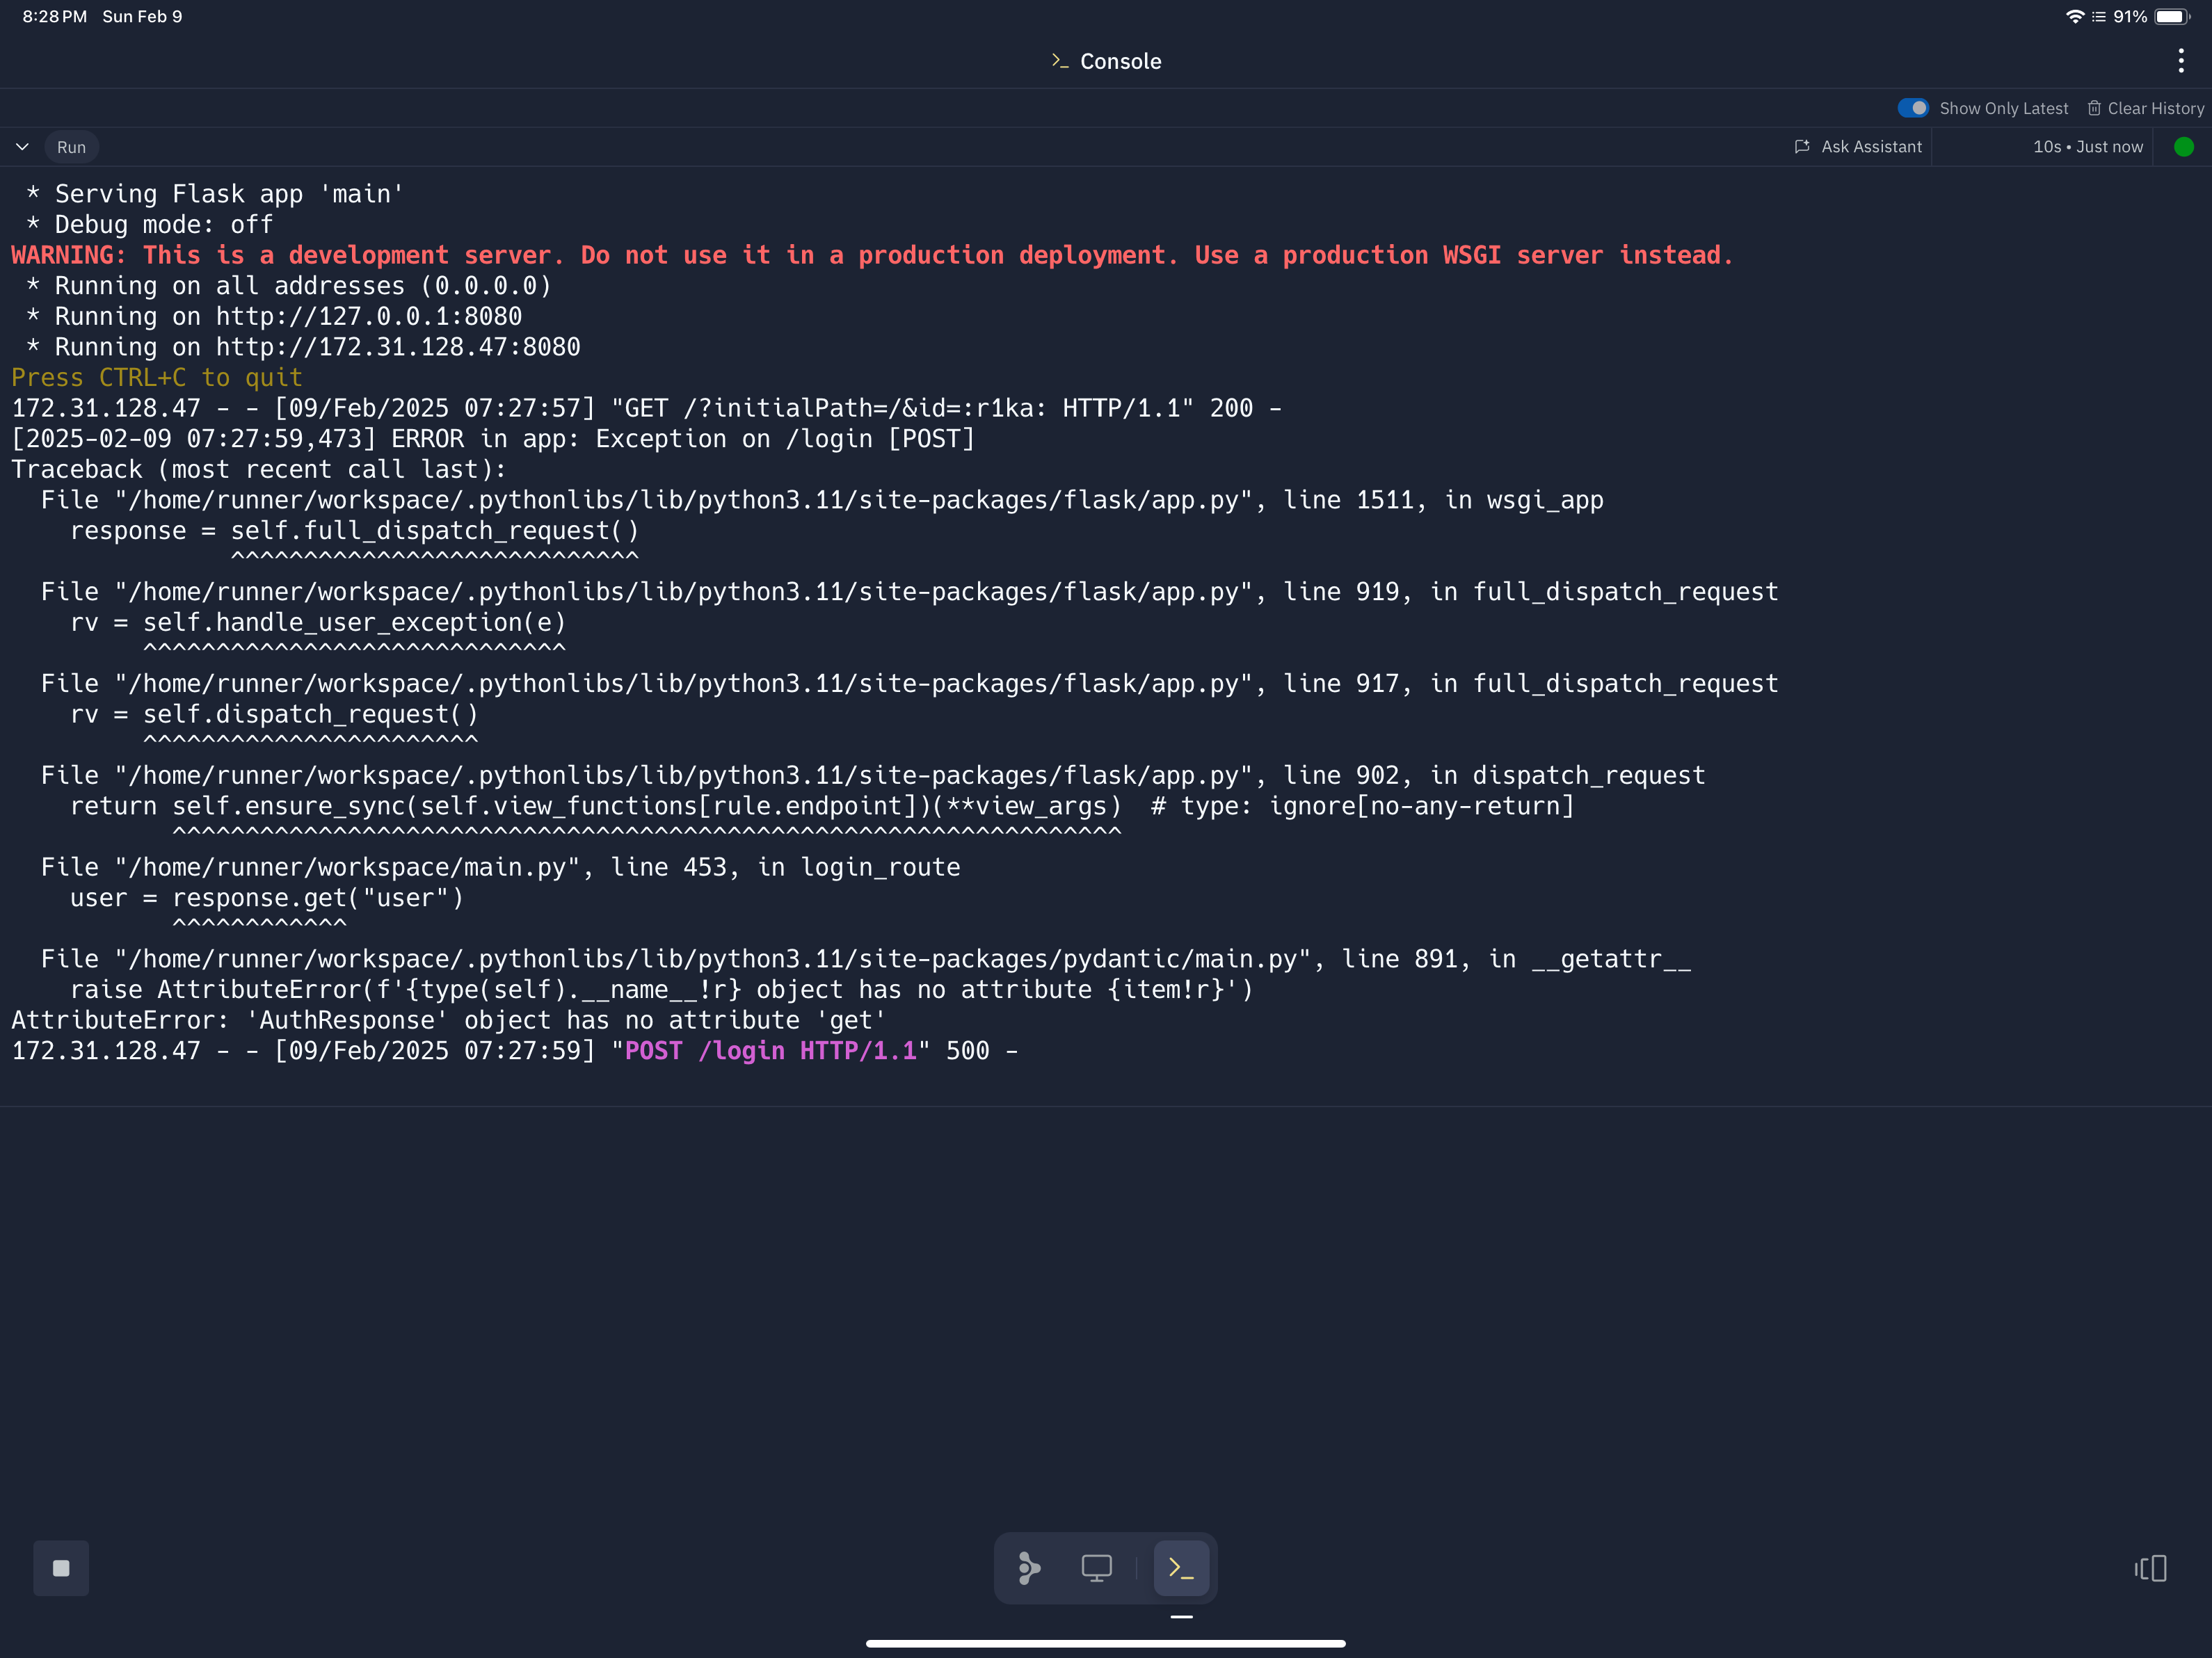 8:28 PM Sun Feb 9 91%
>_ Console
Show Only Latest Clear History
Run Ask Assistant 10s • Just now
 * Serving Flask app 'main'
 * Debug mode: off
WARNING: This is a development server. Do not use it in a production deployment. Use a production WSGI server instead.
 * Running on all addresses (0.0.0.0)
 * Running on http://127.0.0.1:8080
 * Running on http://172.31.128.47:8080
Press CTRL+C to quit
172.31.128.47 - - [09/Feb/2025 07:27:57] "GET /?initialPath=/&id=:r1ka: HTTP/1.1" 200 -
[2025-02-09 07:27:59,473] ERROR in app: Exception on /login [POST]
Traceback (most recent call last):
  File "/home/runner/workspace/.pythonlibs/lib/python3.11/site-packages/flask/app.py", line 1511, in wsgi_app
    response = self.full_dispatch_request()
               ^^^^^^^^^^^^^^^^^^^^^^^^^^^^
  File "/home/runner/workspace/.pythonlibs/lib/python3.11/site-packages/flask/app.py", line 919, in full_dispatch_request
    rv = self.handle_user_exception(e)
         ^^^^^^^^^^^^^^^^^^^^^^^^^^^^^
  File "/home/runner/workspace/.pythonlibs/lib/python3.11/site-packages/flask/app.py", line 917, in full_dispatch_request
    rv = self.dispatch_request()
         ^^^^^^^^^^^^^^^^^^^^^^^
  File "/home/runner/workspace/.pythonlibs/lib/python3.11/site-packages/flask/app.py", line 902, in dispatch_request
    return self.ensure_sync(self.view_functions[rule.endpoint])(**view_args)  # type: ignore[no-any-return]
           ^^^^^^^^^^^^^^^^^^^^^^^^^^^^^^^^^^^^^^^^^^^^^^^^^^^^^^^^^^^^^^^^^
  File "/home/runner/workspace/main.py", line 453, in login_route
    user = response.get("user")
           ^^^^^^^^^^^^
  File "/home/runner/workspace/.pythonlibs/lib/python3.11/site-packages/pydantic/main.py", line 891, in __getattr__
    raise AttributeError(f'{type(self).__name__!r} object has no attribute {item!r}')
AttributeError: 'AuthResponse' object has no attribute 'get'
172.31.128.47 - - [09/Feb/2025 07:27:59] "POST /login HTTP/1.1" 500 -